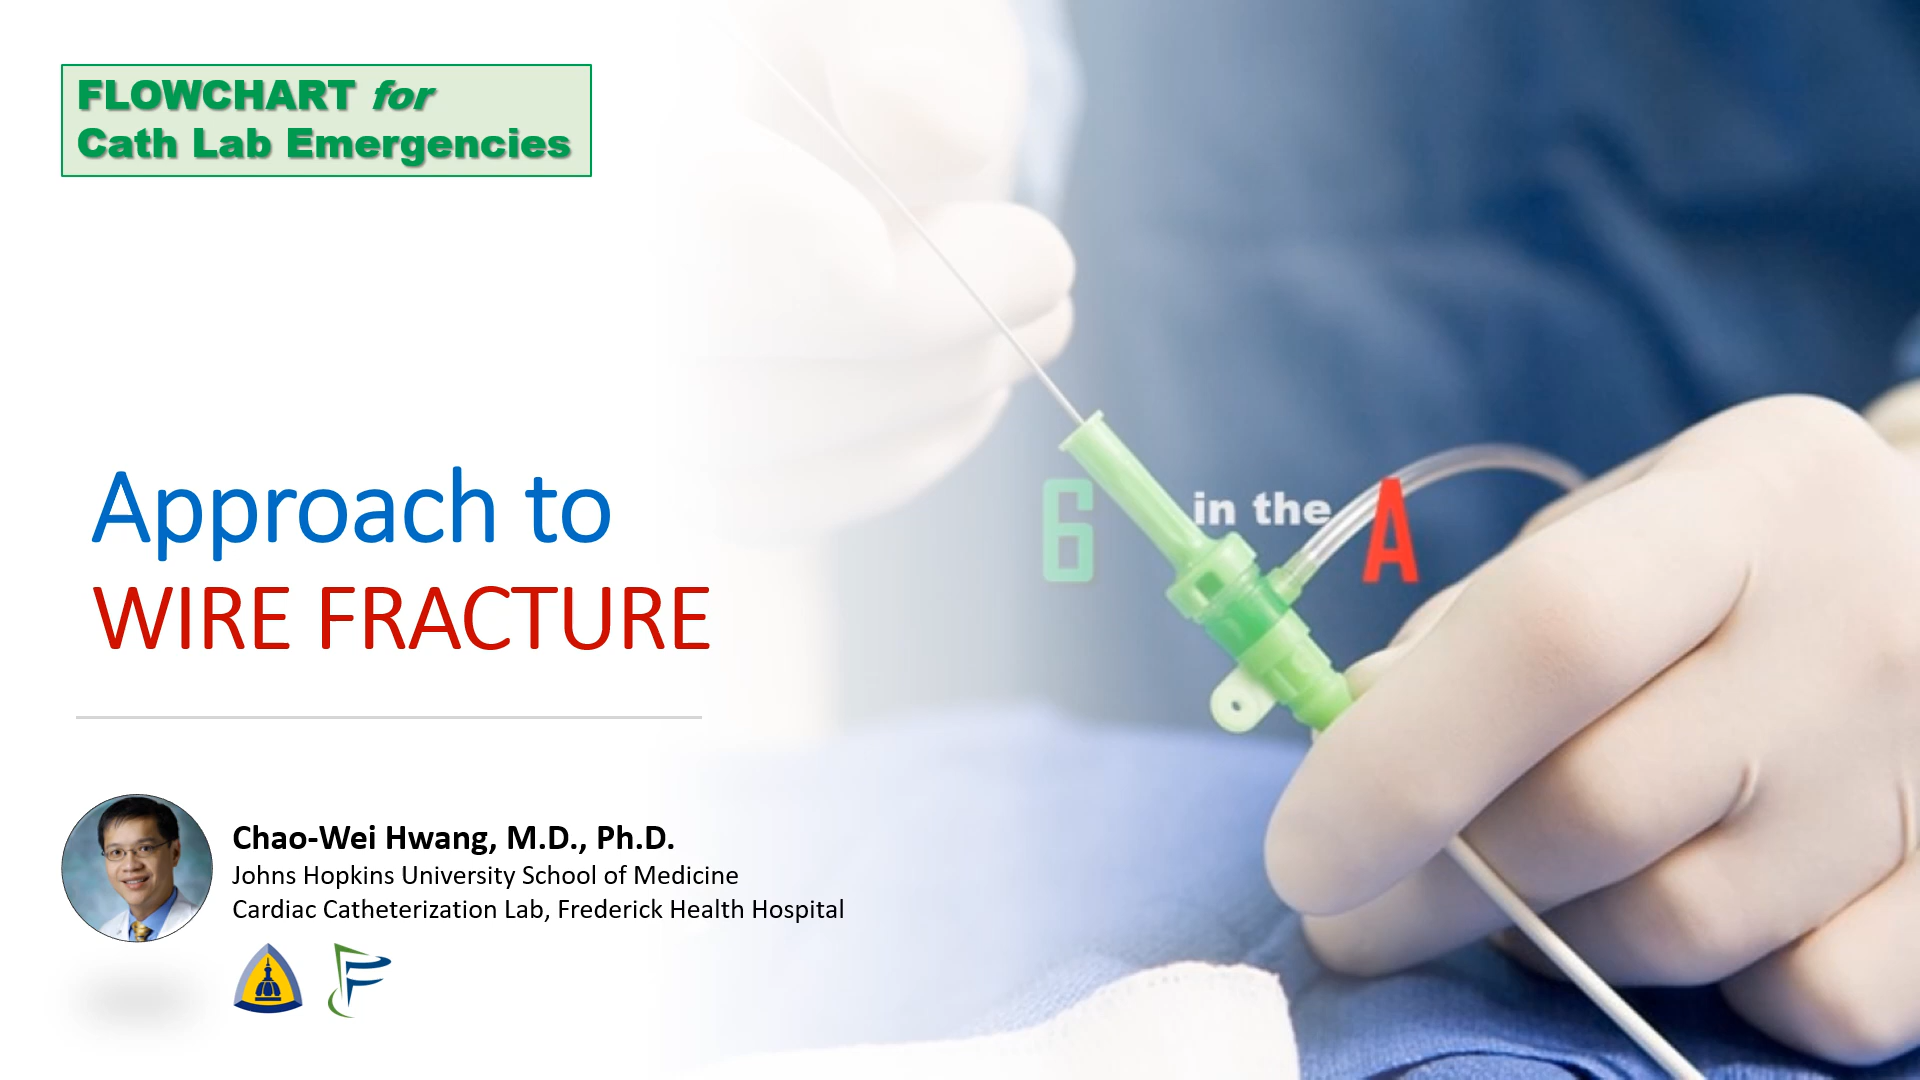 FLOWCHART for
Cath Lab Emergencies
Approach to
WIRE FRACTURE
6 in the A
Chao-Wei Hwang, M.D., Ph.D.
Johns Hopkins University School of Medicine
Cardiac Catheterization Lab, Frederick Health Hospital